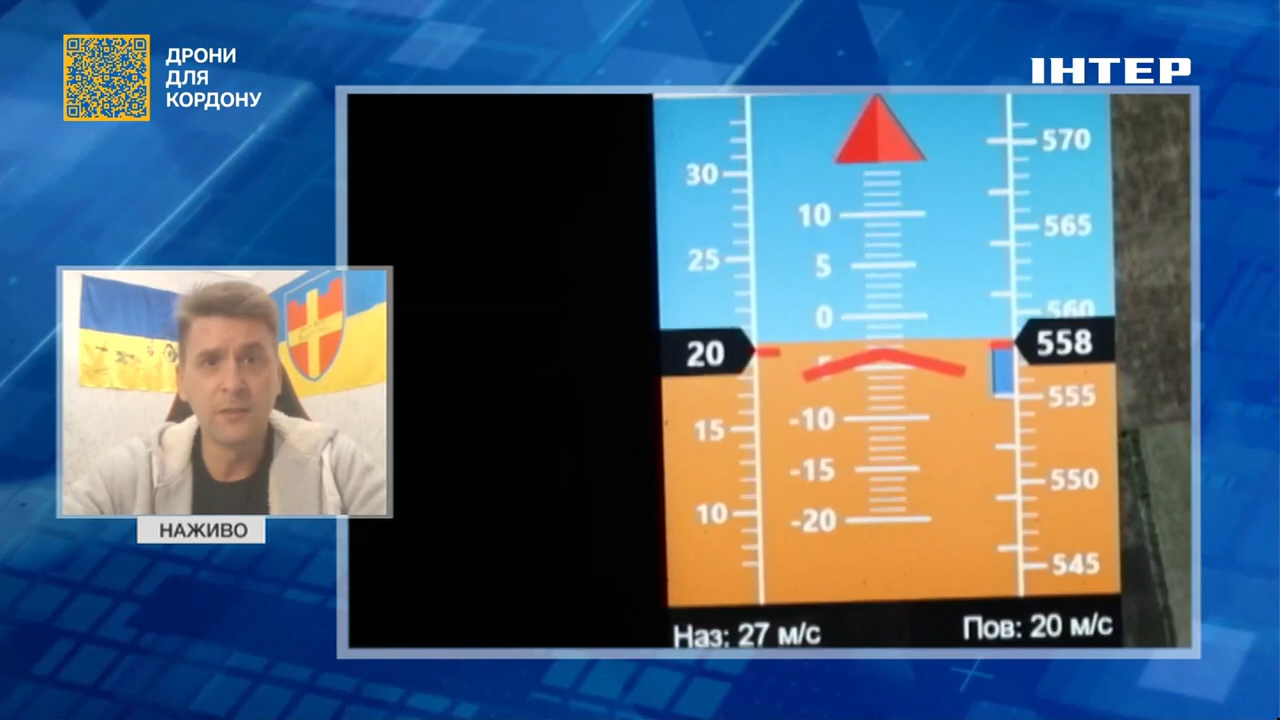 ДРОНИ
ДЛЯ
КОРДОНУ
ІНТЕР
НАЖИВО
30
25
20
15
10
10
5
0
-10
-15
-20
570
565
560
558
555
550
545
Наз: 27 м/с
Пов: 20 м/с